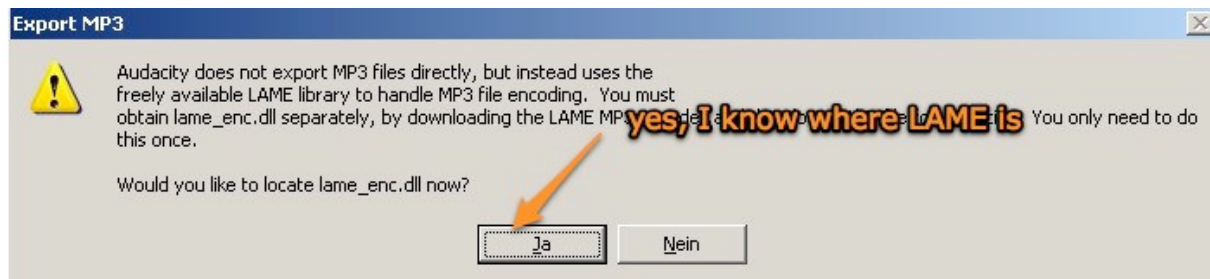 Export MP3
Audacity does not export MP3 files directly, but instead uses the
freely available LAME library to handle MP3 file encoding. You must
obtain lame_enc.dll separately, by downloading the LAME MP3 You only need to do
this once.
yes, I know where LAME is
Would you like to locate lame_enc.dll now?
Ja
Nein